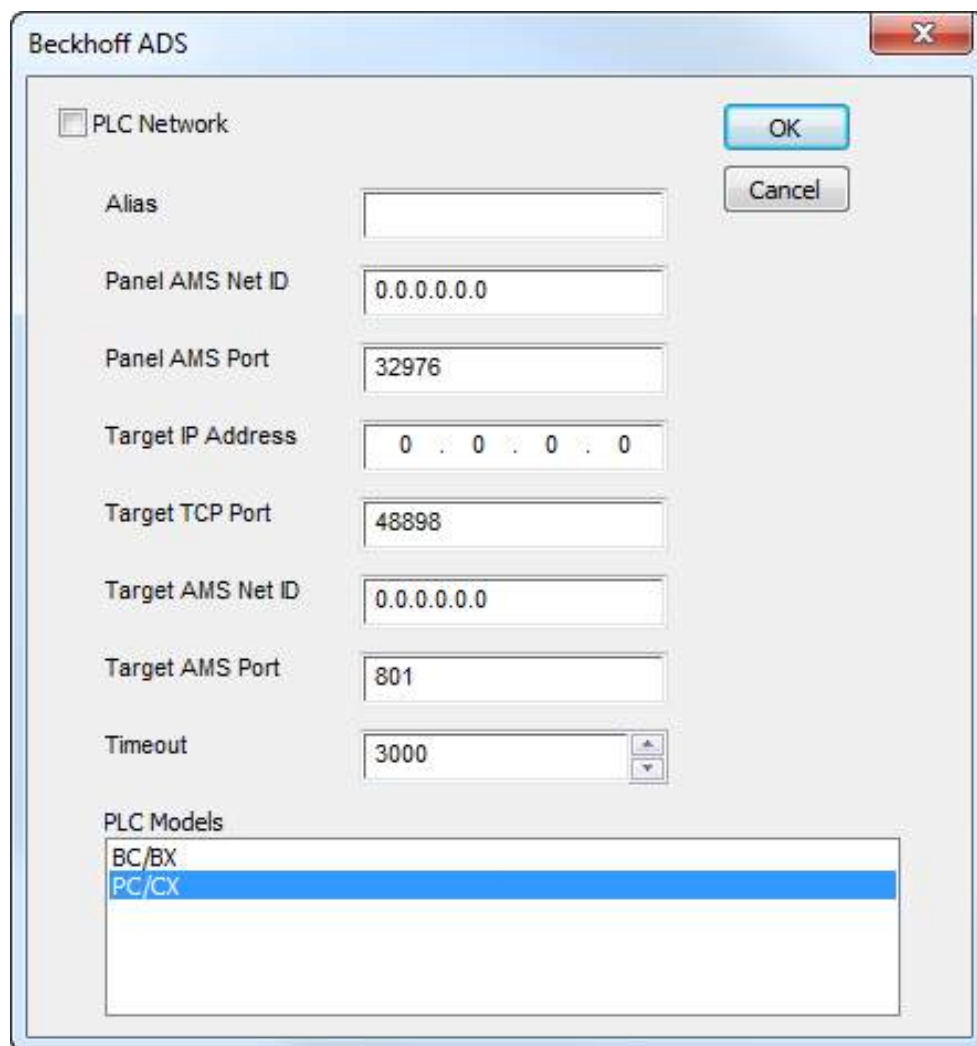 Beckhoff ADS
PLC Network
OK
Cancel
Alias
Panel AMS Net ID
0.0.0.0.0.0
Panel AMS Port
32976
Target IP Address
0 . 0 . 0 . 0
Target TCP Port
48898
Target AMS Net ID
0.0.0.0.0.0
Target AMS Port
801
Timeout
3000
PLC Models
BC/BX
PC/CX